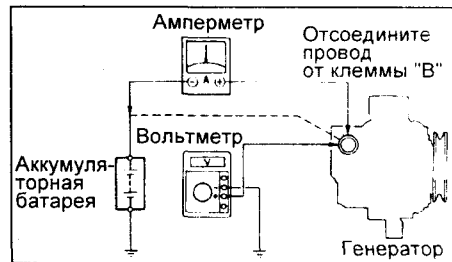 Амперметр
Отсоедините
провод
от клеммы "В"
− А +
Вольтметр
V
Аккумуля-
торная
батарея
Генератор